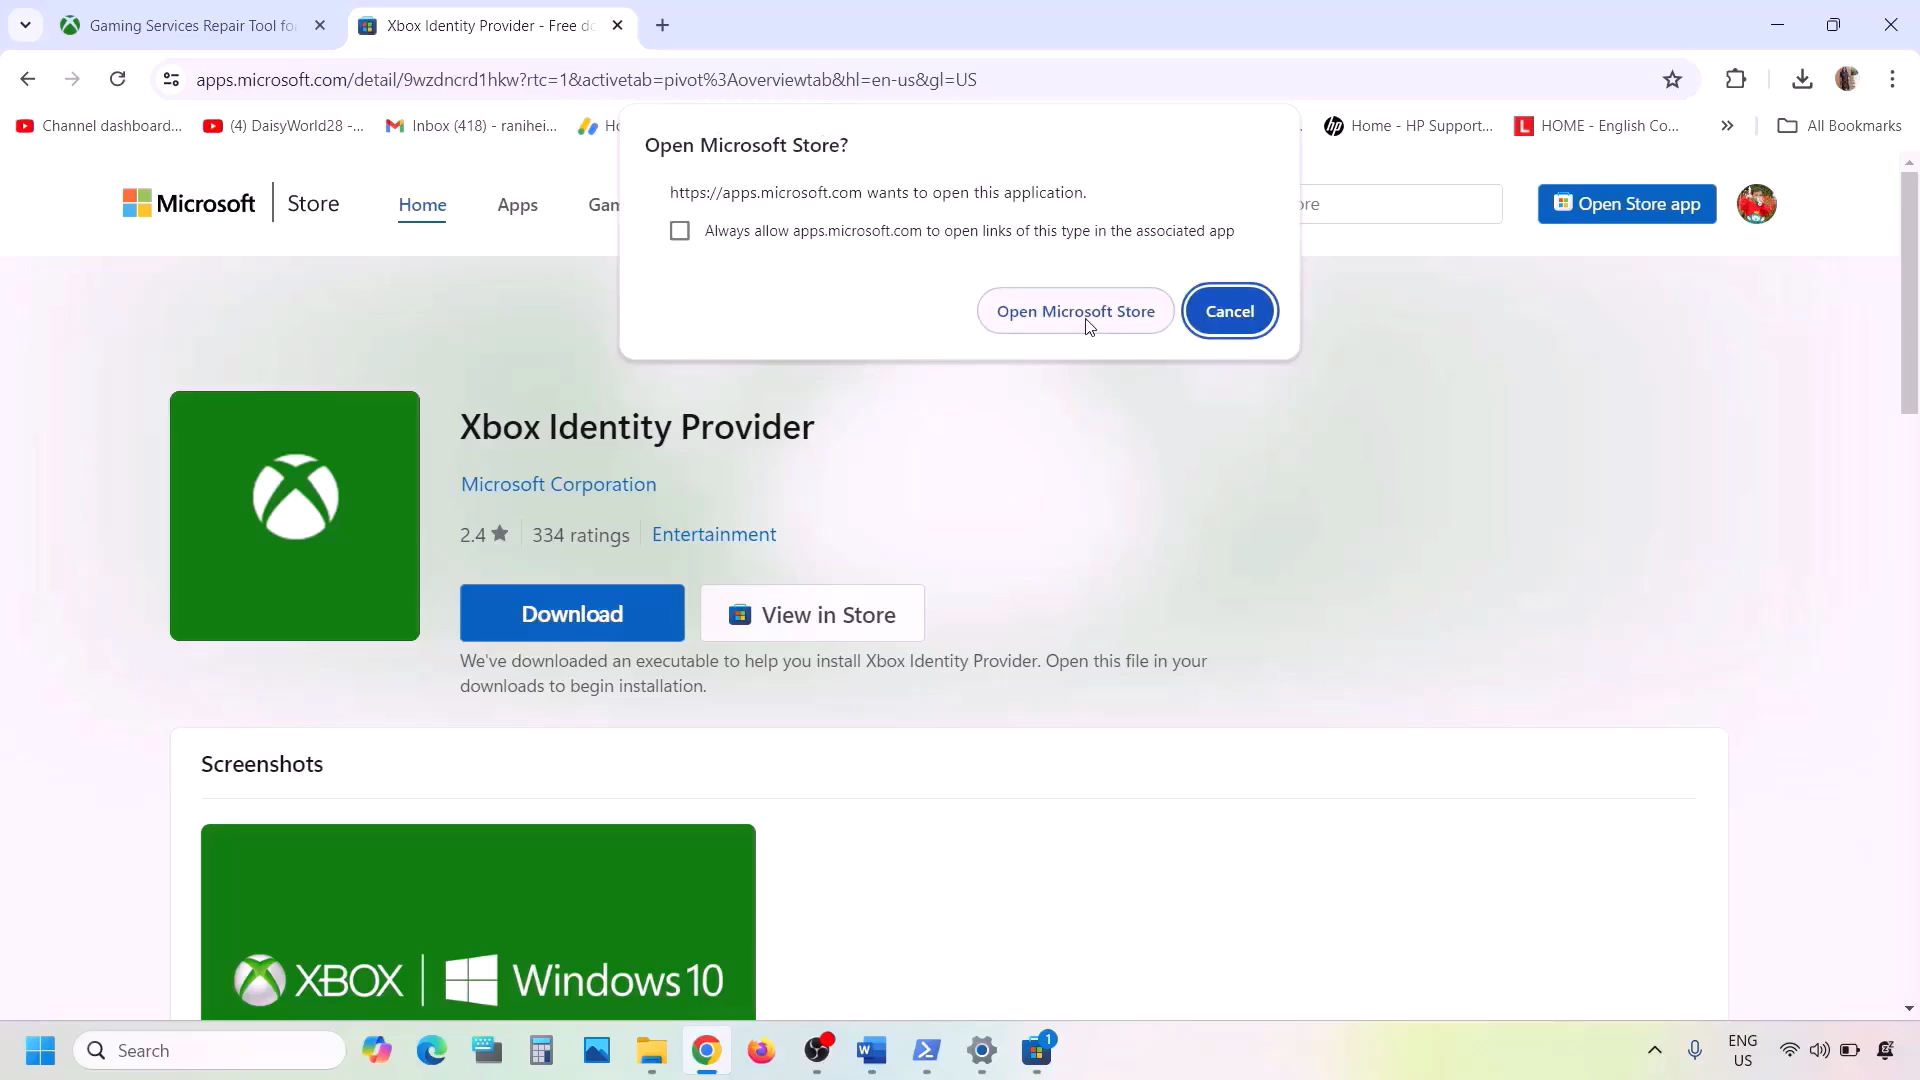 Gaming Services Repair Tool fo
Xbox Identity Provider - Free do
apps.microsoft.com/detail/9wzdncrd1hkw?rtc=1&activetab=pivot%3Aoverviewtab&hl=en-us&gl=US
Channel dashboard...
(4) DaisyWorld28 -...
Inbox (418) - ranihei...
Home - HP Support...
HOME - English Co...
All Bookmarks
Open Microsoft Store?
https://apps.microsoft.com wants to open this application.
Always allow apps.microsoft.com to open links of this type in the associated app
Open Microsoft Store
Cancel
Microsoft Store
Home
Apps
Gam
ore
Open Store app
Xbox Identity Provider
Microsoft Corporation
2.4
334 ratings
Entertainment
Download
View in Store
We've downloaded an executable to help you install Xbox Identity Provider. Open this file in your
downloads to begin installation.
Screenshots
XBOX
Windows 10
Search
1
ENG
US